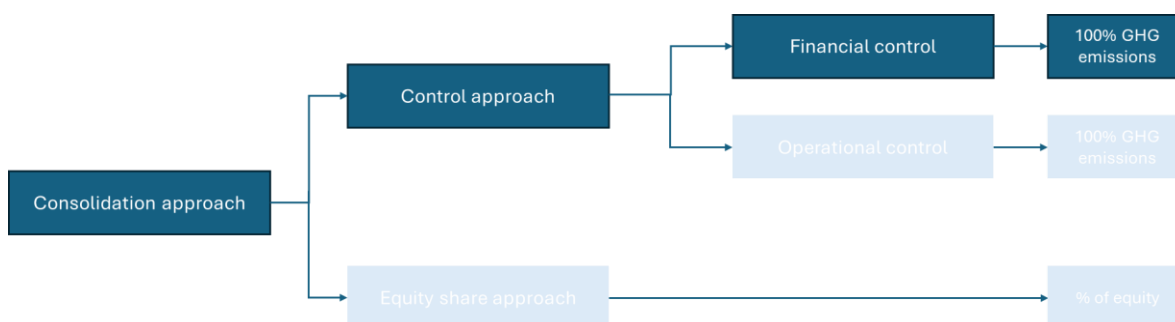 Financial control
100% GHG
emissions
Control approach
Operational control
100% GHG
emissions
Consolidation approach
Equity share approach
% of equity